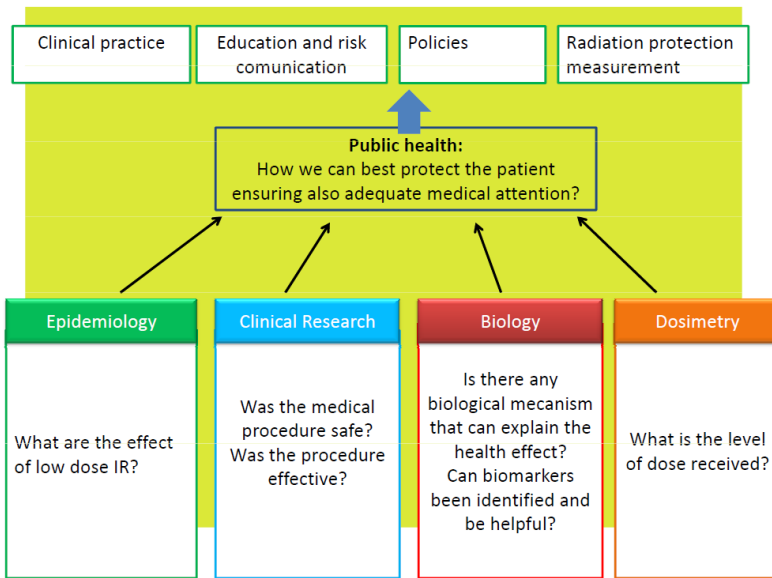 Clinical practice
Education and risk
comunication
Policies
Radiation protection
measurement
Public health:
How we can best protect the patient
ensuring also adequate medical attention?
Epidemiology
What are the effect
of low dose IR?
Clinical Research
Was the medical
procedure safe?
Was the procedure
effective?
Biology
Is there any
biological mecanism
that can explain the
health effect?
Can biomarkers
been identified and
be helpful?
Dosimetry
What is the level
of dose received?